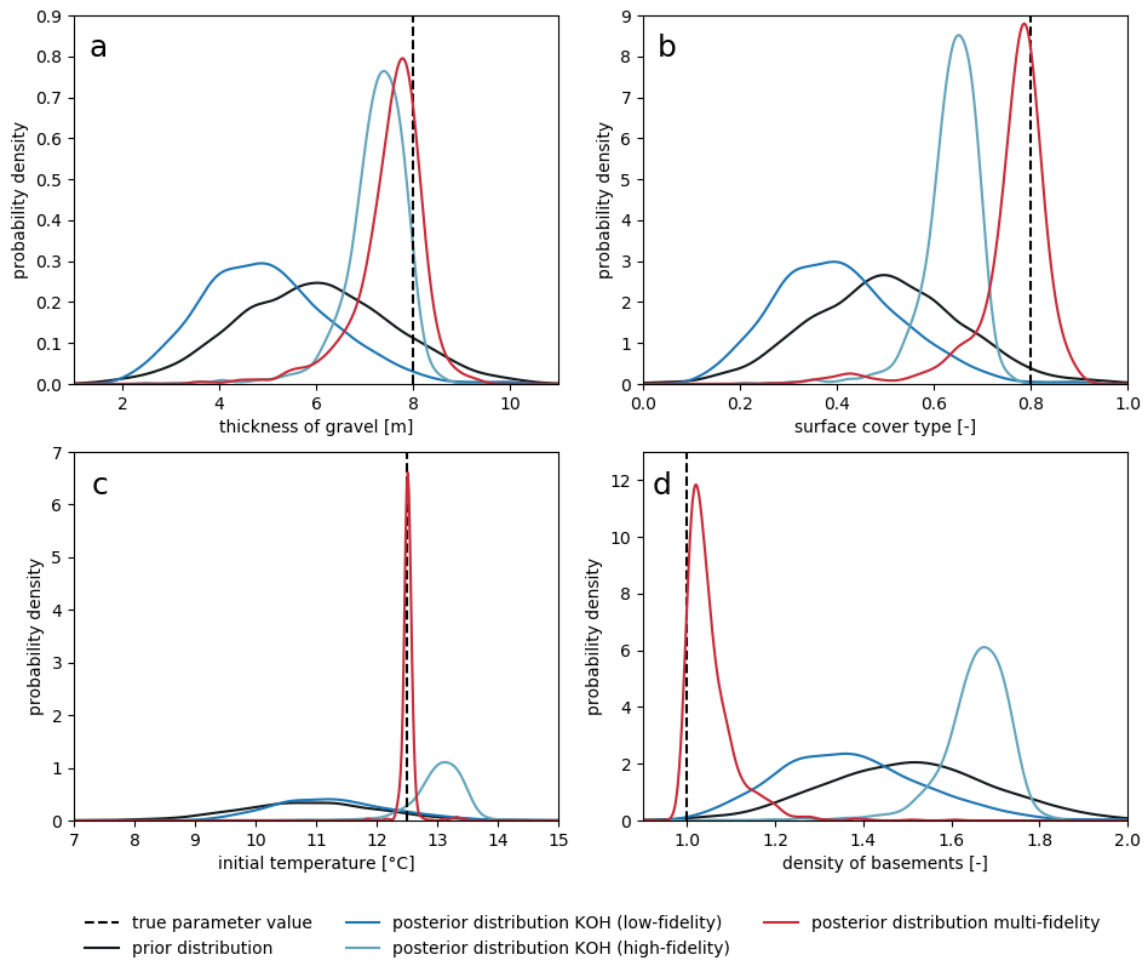 a
probability density
0.9
0.8
0.7
0.6
0.5
0.4
0.3
0.2
0.1
0.0
2 4 6 8 10
thickness of gravel [m]
b
probability density
9
8
7
6
5
4
3
2
1
0
0.0 0.2 0.4 0.6 0.8 1.0
surface cover type [-]
c
probability density
7
6
5
4
3
2
1
0
7 8 9 10 11 12 13 14 15
initial temperature [°C]
d
probability density
12
10
8
6
4
2
0
1.0 1.2 1.4 1.6 1.8 2.0
density of basements [-]
true parameter value
prior distribution
posterior distribution KOH (low-fidelity)
posterior distribution KOH (high-fidelity)
posterior distribution multi-fidelity